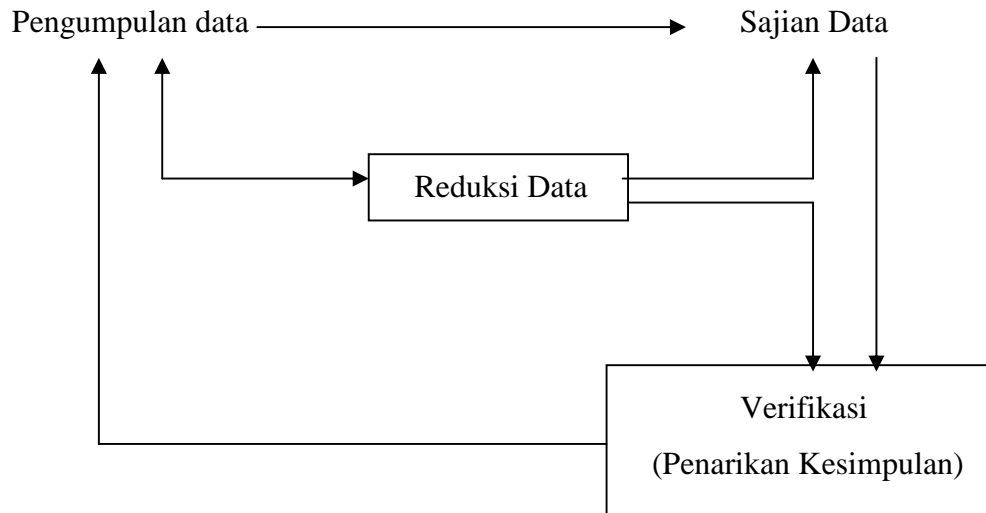 Pengumpulan data
Sajian Data
Reduksi Data
Verifikasi
(Penarikan Kesimpulan)